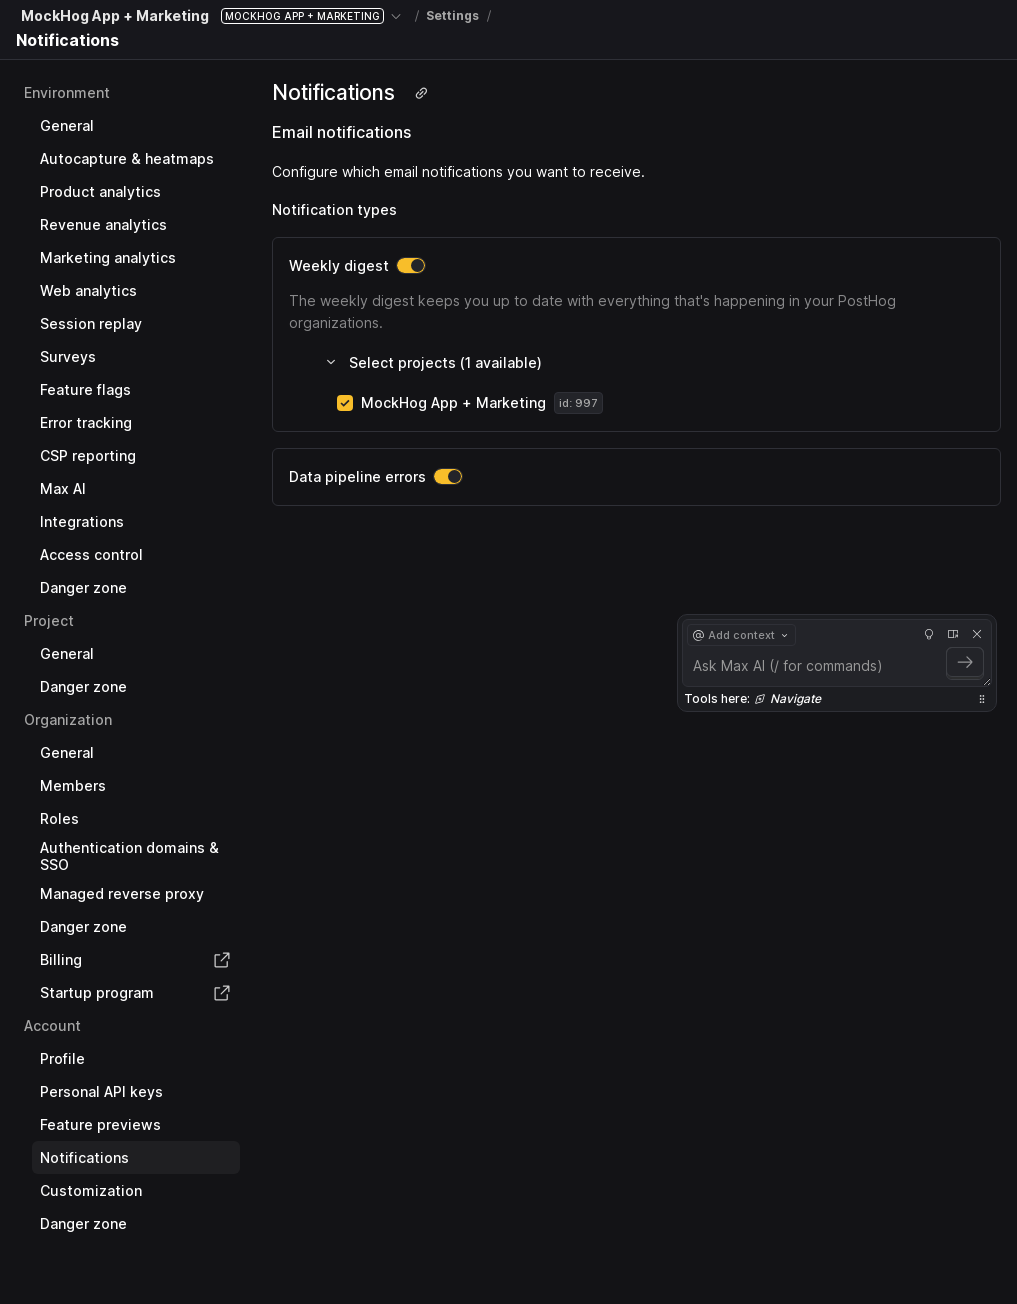 MockHog App + Marketing MOCKHOG APP + MARKETING / Settings /
Notifications
Environment
General
Autocapture & heatmaps
Product analytics
Revenue analytics
Marketing analytics
Web analytics
Session replay
Surveys
Feature flags
Error tracking
CSP reporting
Max AI
Integrations
Access control
Danger zone
Project
General
Danger zone
Organization
General
Members
Roles
Authentication domains &
SSO
Managed reverse proxy
Danger zone
Billing
Startup program
Account
Profile
Personal API keys
Feature previews
Notifications
Customization
Danger zone
Notifications
Email notifications
Configure which email notifications you want to receive.
Notification types
Weekly digest
The weekly digest keeps you up to date with everything that's happening in your PostHog
organizations.
Select projects (1 available)
MockHog App + Marketing id: 997
Data pipeline errors
@ Add context
Ask Max AI (/ for commands)
Tools here: Navigate